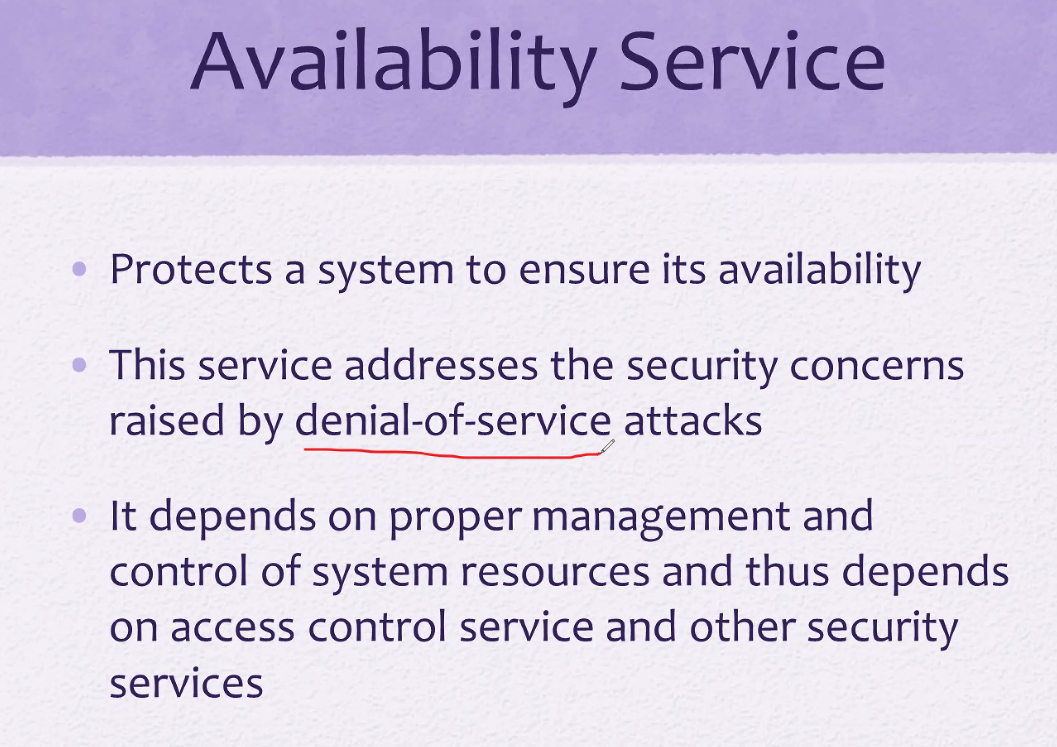 Availability Service
• Protects a system to ensure its availability
• This service addresses the security concerns
raised by denial-of-service attacks
• It depends on proper management and
control of system resources and thus depends
on access control service and other security
services